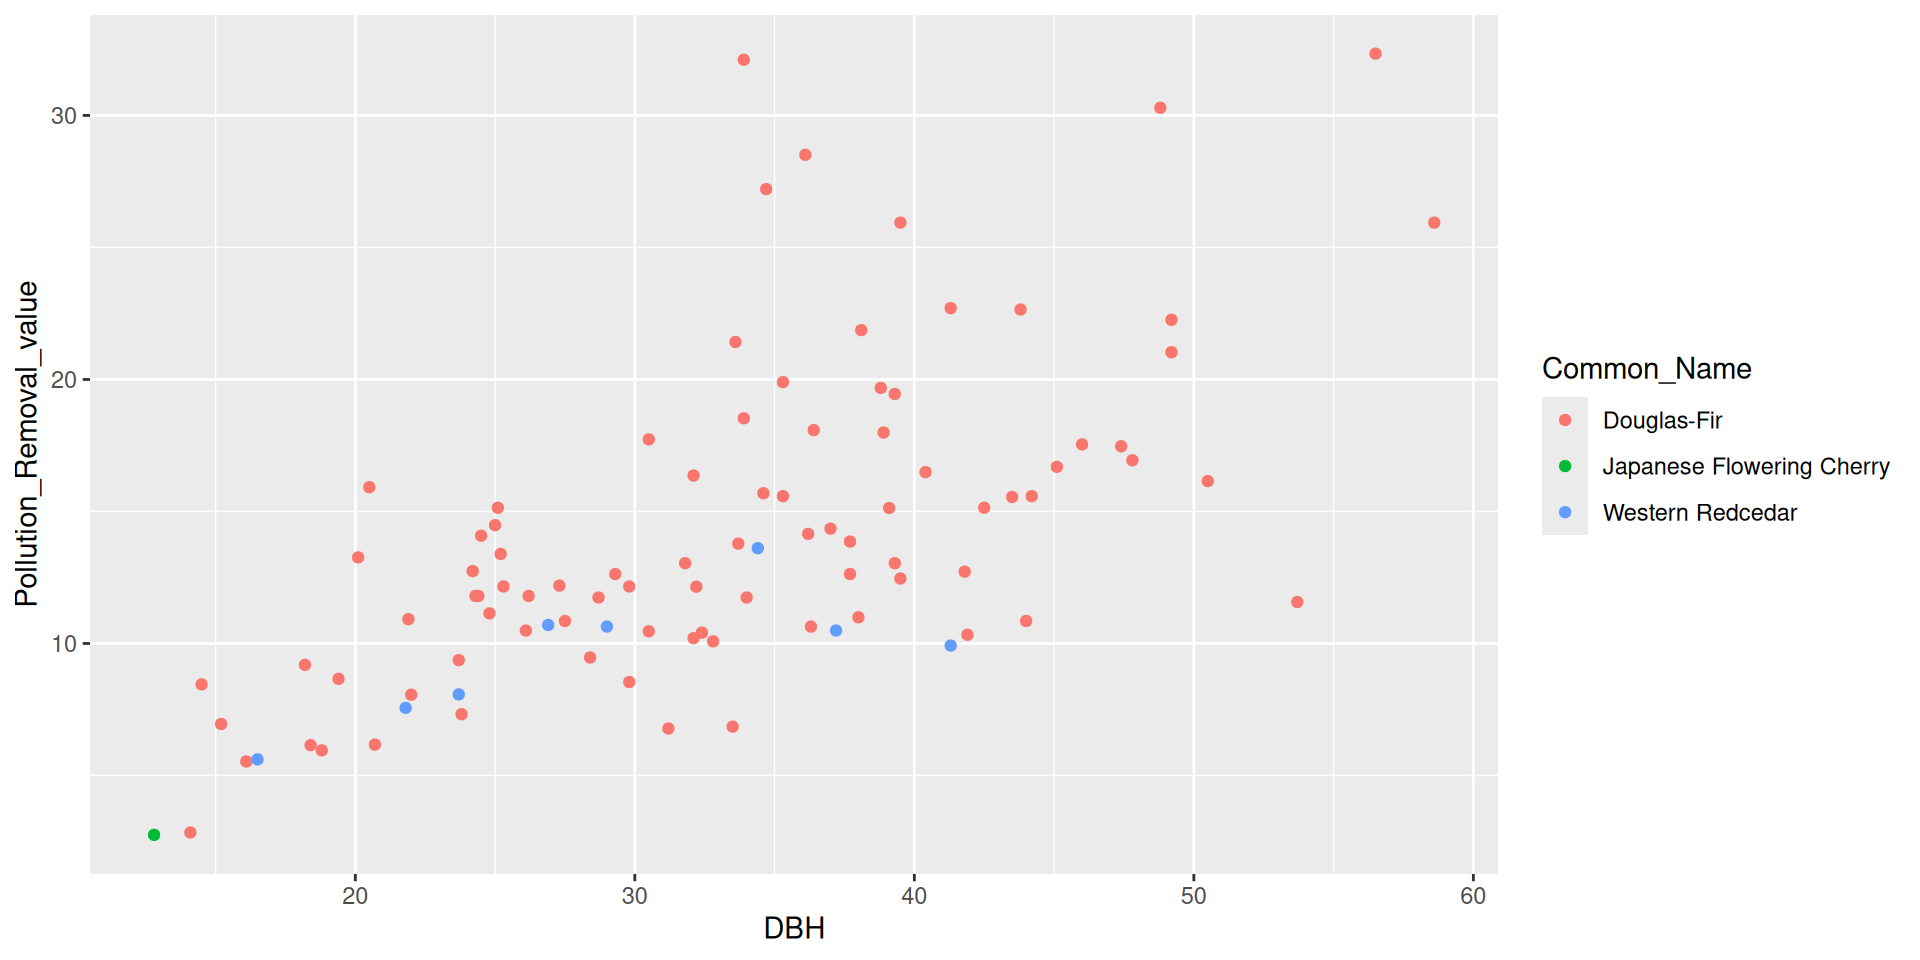 Pollution_Removal_value
30
20
10
20 30 40 50 60
DBH
Common_Name
Douglas-Fir
Japanese Flowering Cherry
Western Redcedar